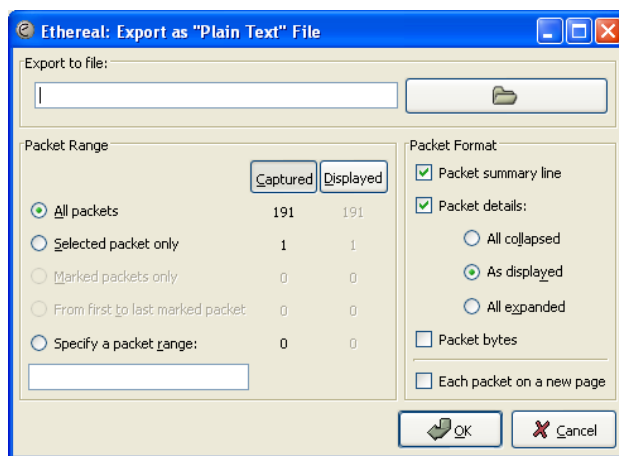 Ethereal: Export as "Plain Text" File
Export to file:
Packet Range
Captured Displayed
All packets 191 191
Selected packet only 1 1
Marked packets only 0 0
From first to last marked packet 0 0
Specify a packet range: 0 0
Packet Format
Packet summary line
Packet details:
All collapsed
As displayed
All expanded
Packet bytes
Each packet on a new page
OK Cancel